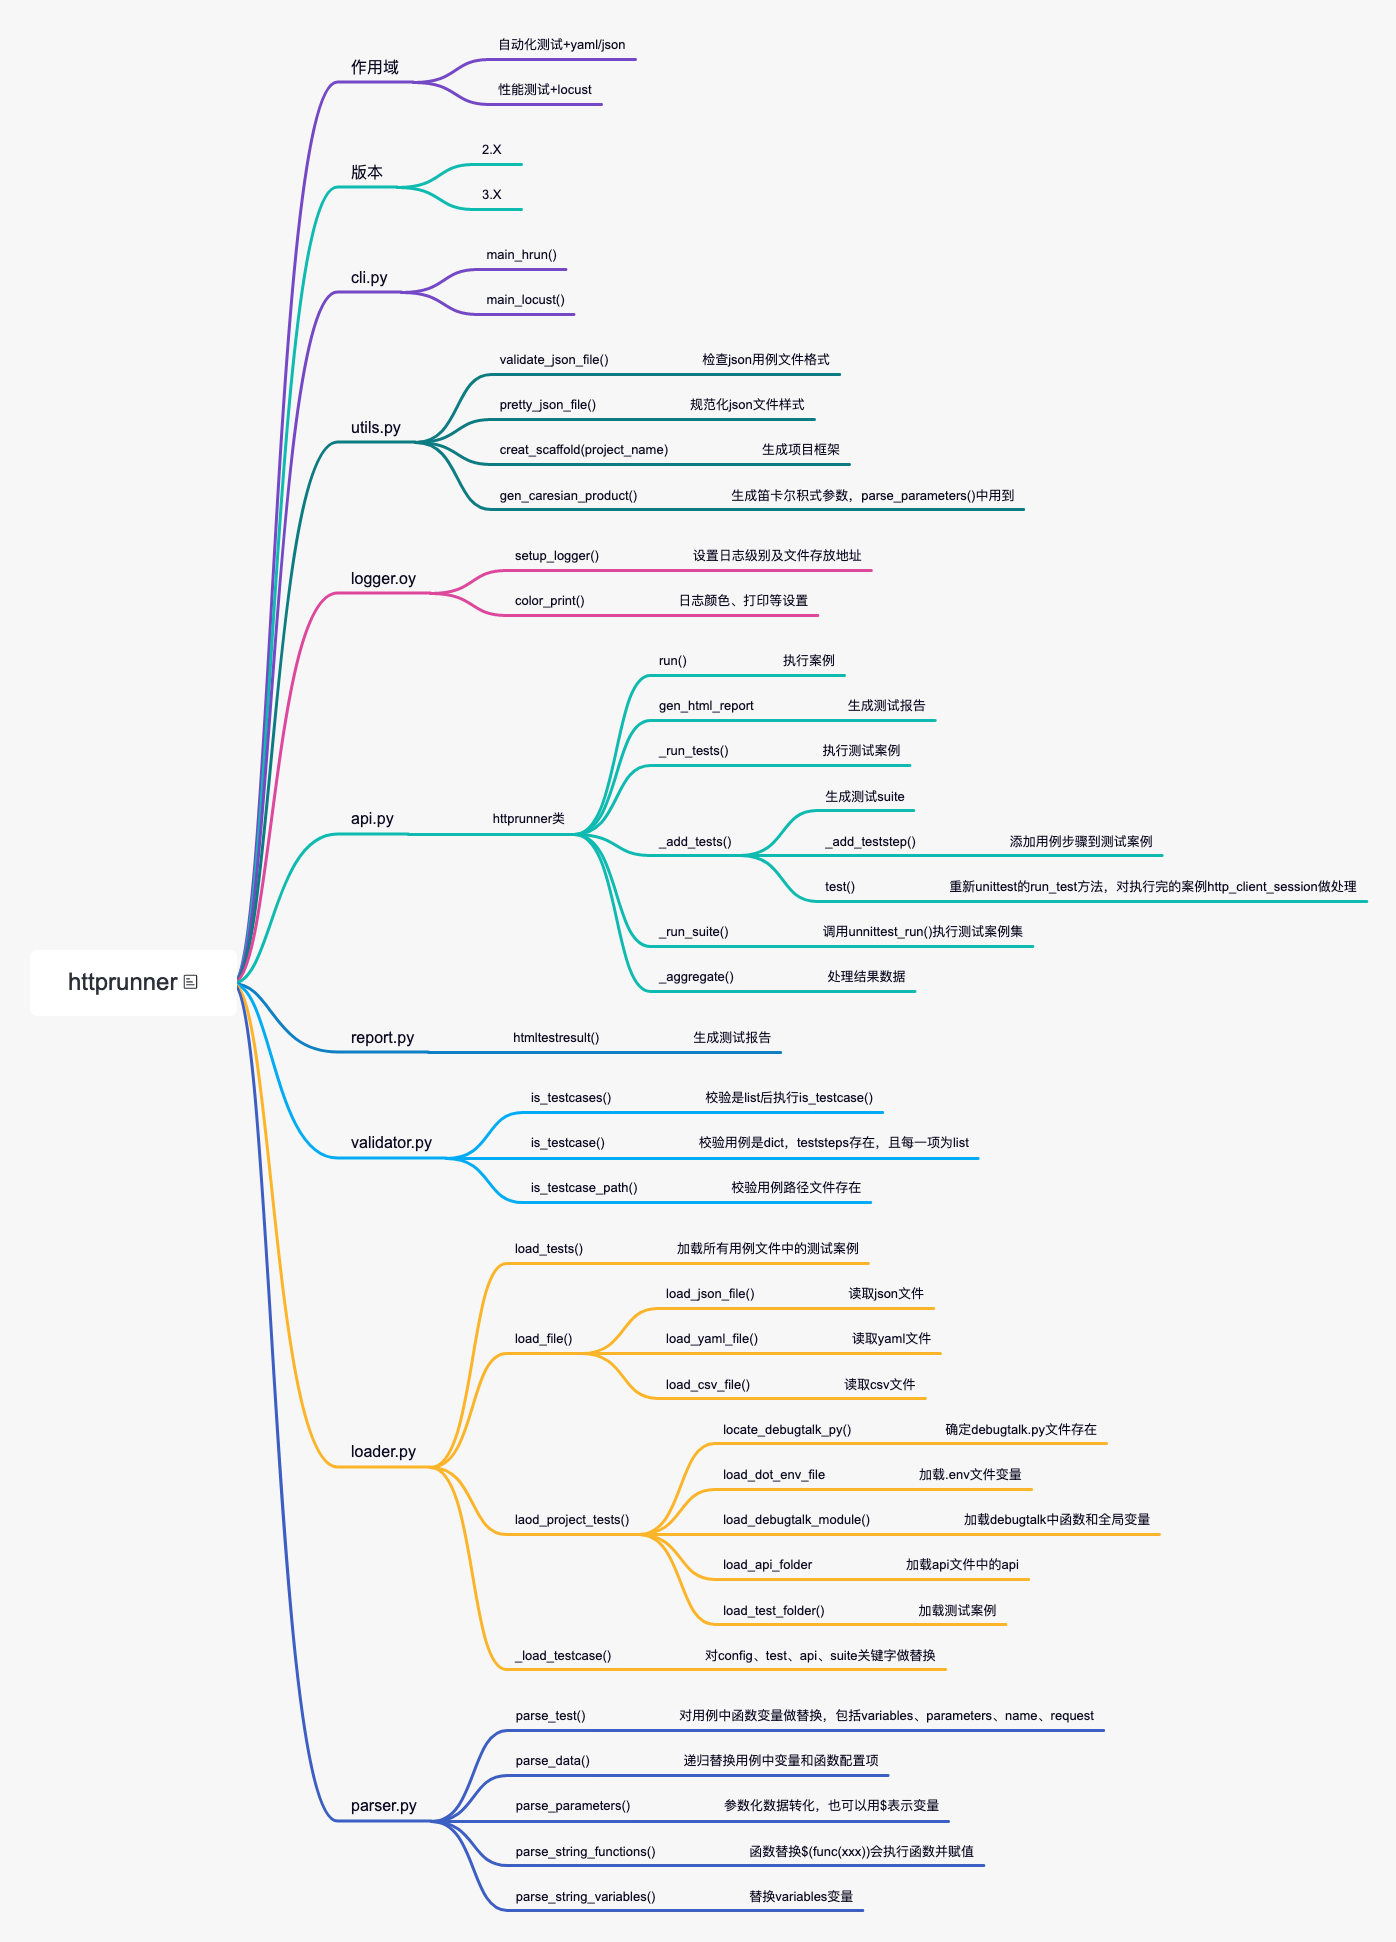 httprunner
作用域
自动化测试+yaml/json
性能测试+locust
版本
2.X
3.X
cli.py
main_hrun()
main_locust()
utils.py
validate_json_file() 检查json用例文件格式
pretty_json_file() 规范化json文件样式
creat_scaffold(project_name) 生成项目框架
gen_caresian_product() 生成笛卡尔积式参数，parse_parameters()中用到
logger.oy
setup_logger() 设置日志级别及文件存放地址
color_print() 日志颜色、打印等设置
api.py
httprunner类
run() 执行案例
gen_html_report 生成测试报告
_run_tests() 执行测试案例
_add_tests()
生成测试suite
_add_teststep() 添加用例步骤到测试案例
test() 重新unittest的run_test方法，对执行完的案例http_client_session做处理
_run_suite() 调用unnittest_run()执行测试案例集
_aggregate() 处理结果数据
report.py
htmltestresult() 生成测试报告
validator.py
is_testcases() 校验是list后执行is_testcase()
is_testcase() 校验用例是dict，teststeps存在，且每一项为list
is_testcase_path() 校验用例路径文件存在
loader.py
load_tests() 加载所有用例文件中的测试案例
load_file()
load_json_file() 读取json文件
load_yaml_file() 读取yaml文件
load_csv_file() 读取csv文件
laod_project_tests()
locate_debugtalk_py() 确定debugtalk.py文件存在
load_dot_env_file 加载.env文件变量
load_debugtalk_module() 加载debugtalk中函数和全局变量
load_api_folder 加载api文件中的api
load_test_folder() 加载测试案例
_load_testcase() 对config、test、api、suite关键字做替换
parser.py
parse_test() 对用例中函数变量做替换，包括variables、parameters、name、request
parse_data() 递归替换用例中变量和函数配置项
parse_parameters() 参数化数据转化，也可以用$表示变量
parse_string_functions() 函数替换$(func(xxx))会执行函数并赋值
parse_string_variables() 替换variables变量